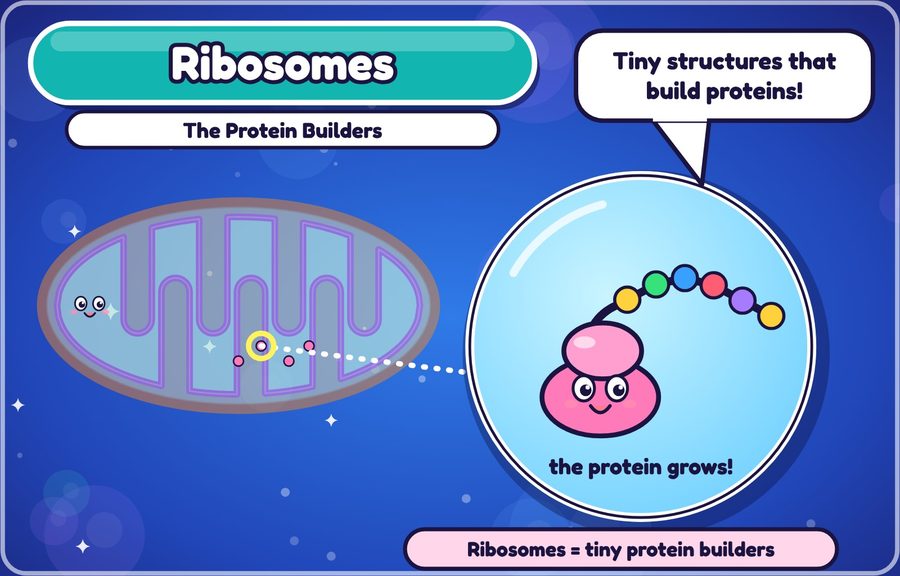 Ribosomes
The Protein Builders
Tiny structures that
build proteins!
the protein grows!
Ribosomes = tiny protein builders